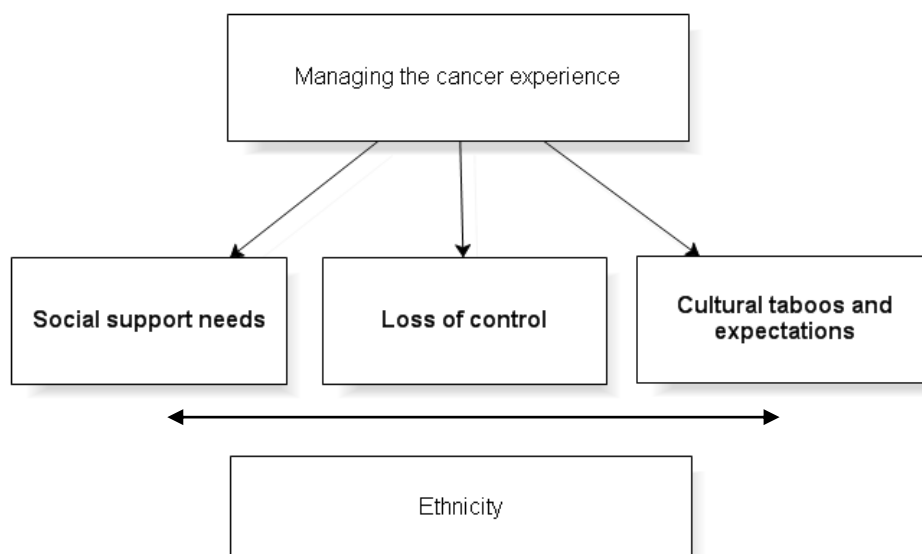 Managing the cancer experience
Social support needs
Loss of control
Cultural taboos and
expectations
Ethnicity